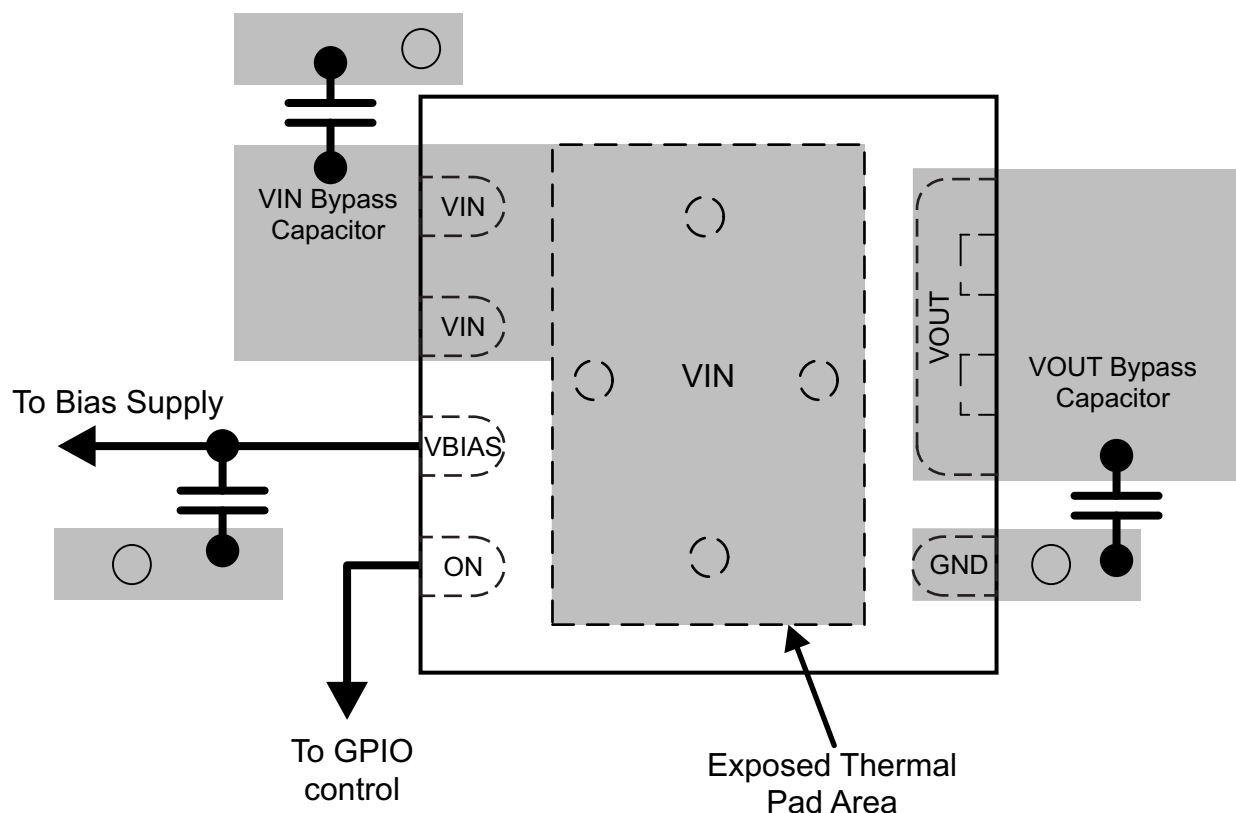 VIN Bypass
Capacitor
VIN
VIN
VIN
VOUT
VOUT Bypass
Capacitor
To Bias Supply
VBIAS
ON
GND
To GPIO
control
Exposed Thermal
Pad Area